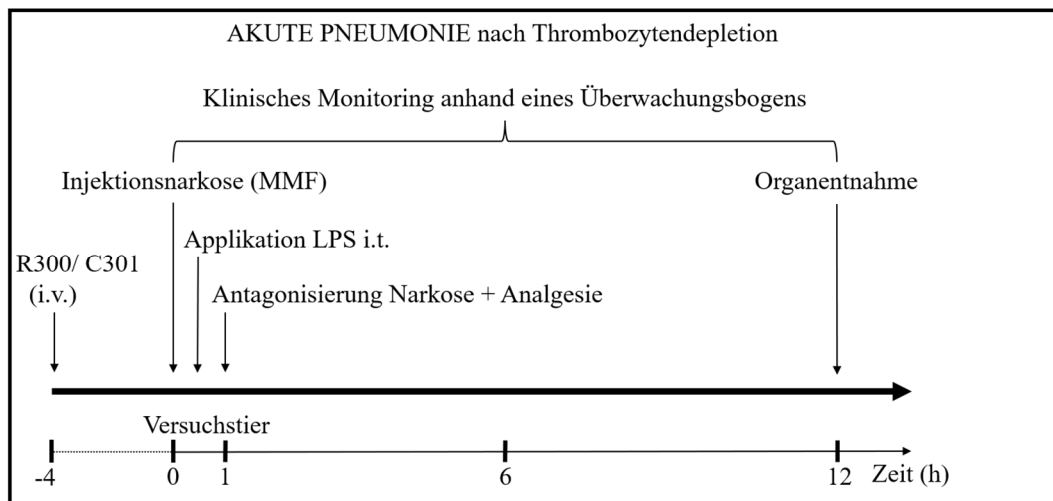 AKUTE PNEUMONIE nach Thrombozytendepletion
Klinisches Monitoring anhand eines Überwachungsbogens
Injektionsnarkose (MMF)
Organentnahme
Applikation LPS i.t.
R300/ C301
(i.v.)
Antagonisierung Narkose + Analgesie
Versuchstier
-4
0
1
6
12
Zeit (h)